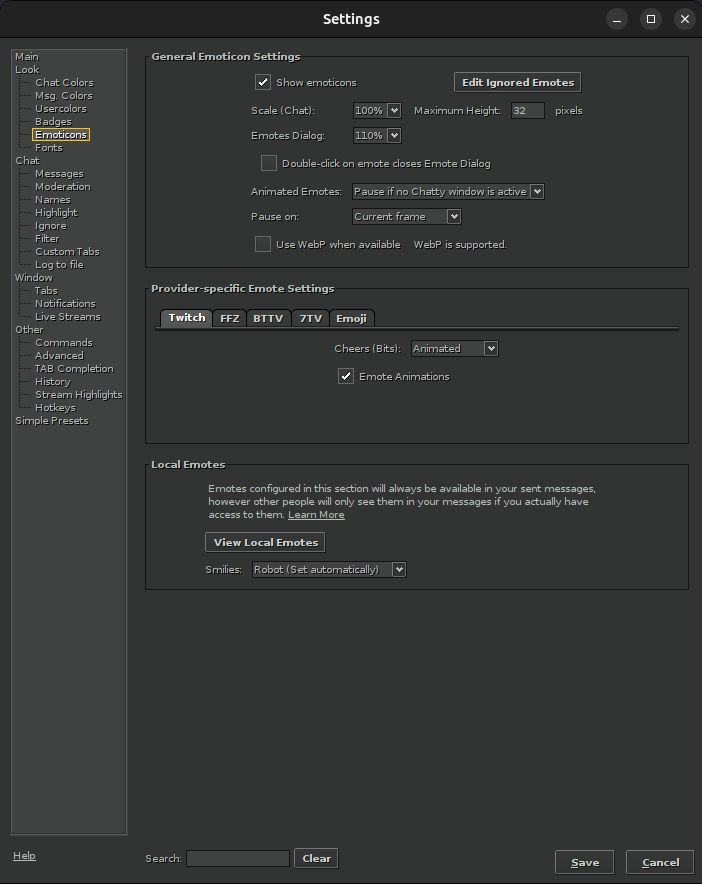 Settings
Main
Look
Chat Colors
Msg. Colors
Usercolors
Badges
Emoticons
Fonts
Chat
Messages
Moderation
Names
Highlight
Ignore
Filter
Custom Tabs
Log to file
Window
Tabs
Notifications
Live Streams
Other
Commands
Advanced
TAB Completion
History
Stream Highlights
Hotkeys
Simple Presets
General Emoticon Settings
Show emoticons
Edit Ignored Emotes
Scale (Chat): 100% Maximum Height: 32 pixels
Emotes Dialog: 110%
Double-click on emote closes Emote Dialog
Animated Emotes: Pause if no Chatty window is active
Pause on: Current frame
Use WebP when available WebP is supported.
Provider-specific Emote Settings
Twitch FFZ BTTV 7TV Emoji
Cheers (Bits): Animated
Emote Animations
Local Emotes
Emotes configured in this section will always be available in your sent messages,
however other people will only see them in your messages if you actually have
access to them. Learn More
View Local Emotes
Smilies: Robot (Set automatically)
Help
Search: Clear
Save Cancel